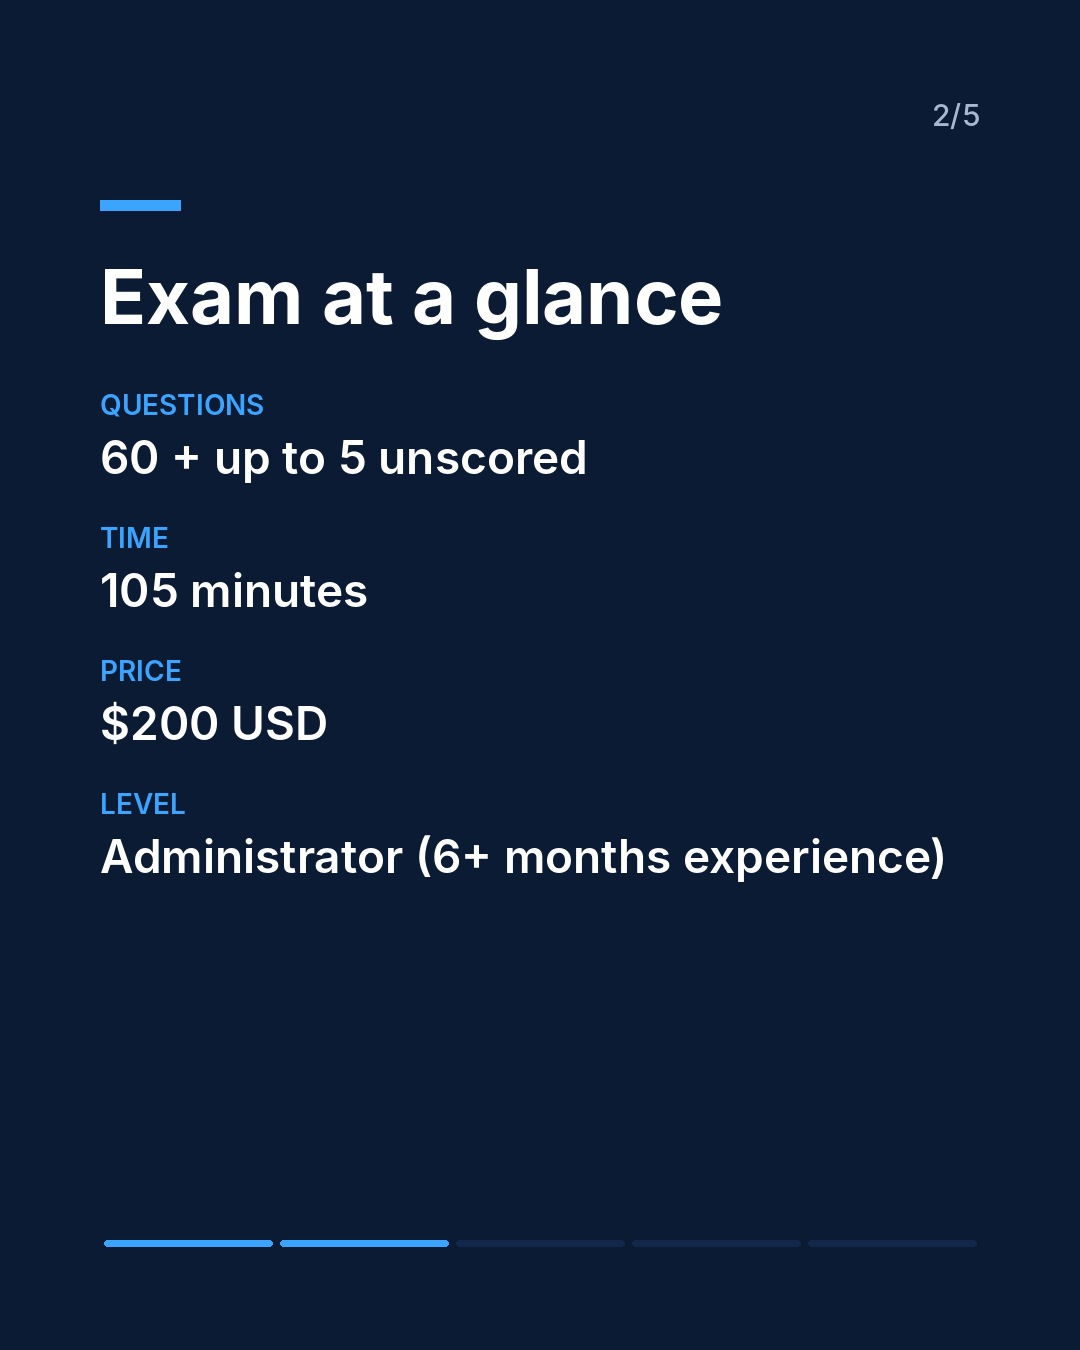 2/5
Exam at a glance
QUESTIONS
60 + up to 5 unscored
TIME
105 minutes
PRICE
$200 USD
LEVEL
Administrator (6+ months experience)